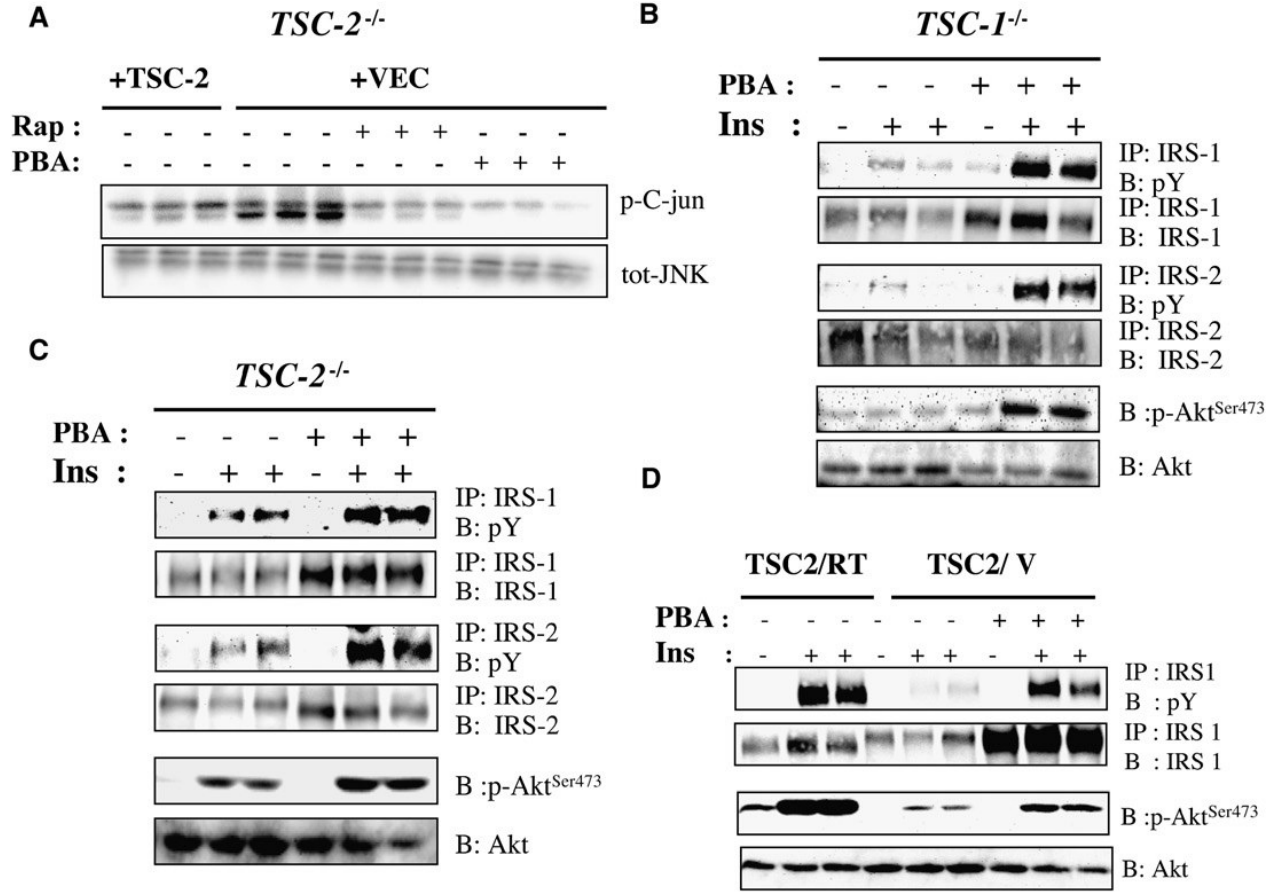 A
TSC-2-/-
+TSC-2 +VEC
Rap : - - - - - - + + + - - -
PBA: - - - - - - - - - + + +
p-C-jun
tot-JNK
B
TSC-1-/-
PBA : - - - + + +
Ins : - + + - + +
IP: IRS-1
B: pY
IP: IRS-1
B: IRS-1
IP: IRS-2
B: pY
IP: IRS-2
B: IRS-2
B :p-AktSer473
B: Akt
C
TSC-2-/-
PBA : - - - + + +
Ins : - + + - + +
IP: IRS-1
B: pY
IP: IRS-1
B: IRS-1
IP: IRS-2
B: pY
IP: IRS-2
B: IRS-2
B :p-AktSer473
B: Akt
D
TSC2/RT TSC2/ V
PBA : - - - - - - + + +
Ins : - + + - + + - + +
IP : IRS1
B : pY
IP : IRS 1
B : IRS 1
B :p-AktSer473
B: Akt